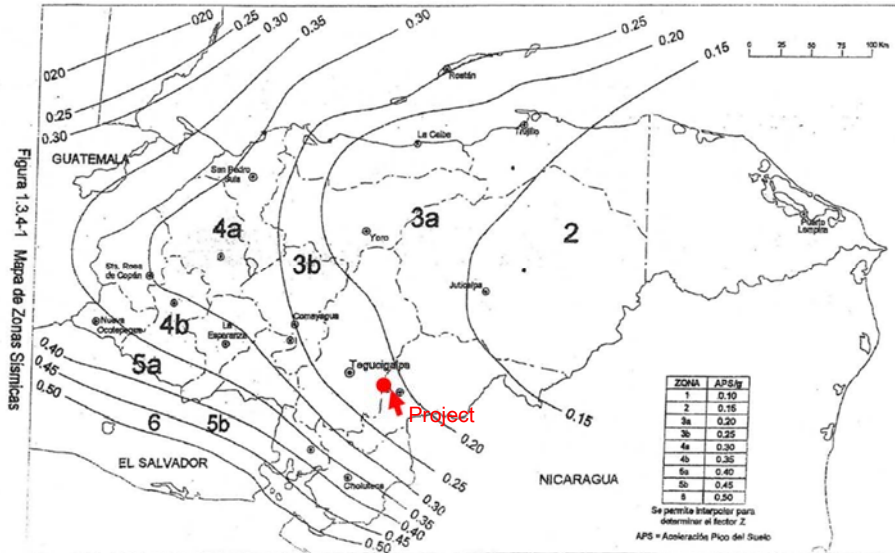 Figura 1.3.4-1 Mapa de Zonas Sísmicas
020
0.25
0.30
0.35
0.30
0.25
0.20
0.15
020
0.25
0.30
0 25 50 100 Km
Roatán
GUATEMALA
San Pedro Sula
La Ceiba
Trujillo
Puerto Lempira
4a
3b
3a
2
Yoro
Sta. Rosa de Copán
Juticalpa
Nueva Ocotepeque
4b
La Esperanza
Comayagua
0.40
0.45
0.50
5a
Tegucigalpa
Project
0.15
0.20
6
5b
EL SALVADOR
Choluteca
NICARAGUA
0.25
0.30
0.35
0.40
0.45
0.50
ZONA APS/g
1 0.10
2 0.15
3a 0.20
3b 0.25
4a 0.30
4b 0.35
5a 0.40
5b 0.45
6 0.50
Se permite interpolar para
determinar el factor Z
APS = Aceleración Pico del Suelo